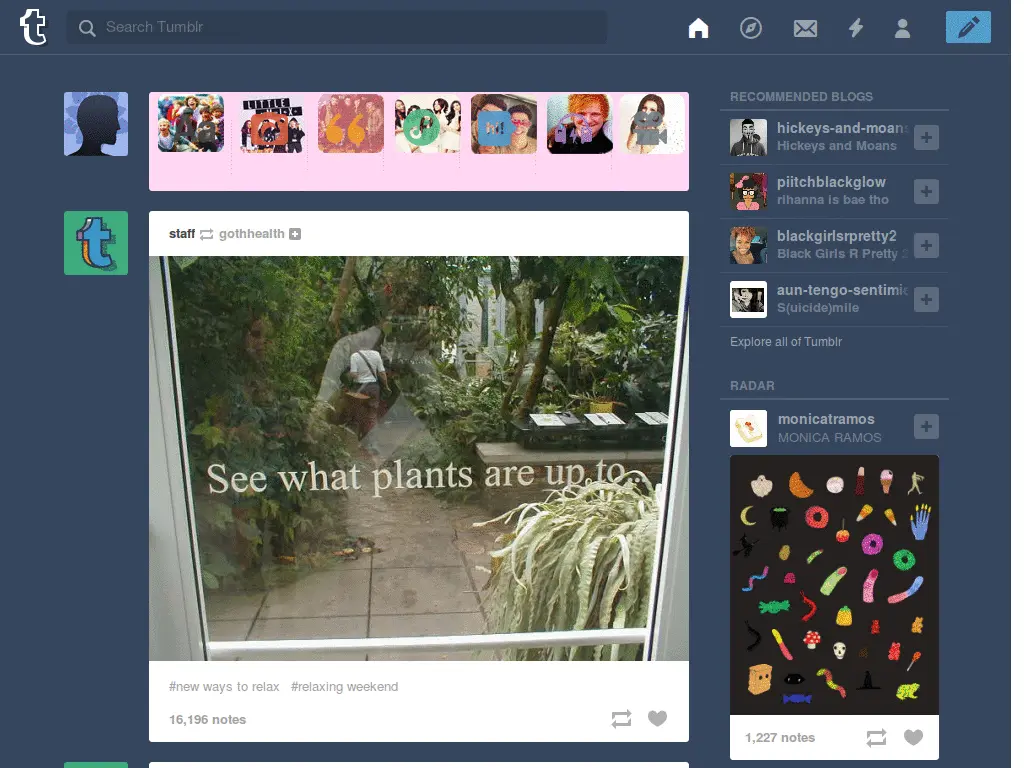 Search Tumblr
LITTLE
staff gothhealth
See what plants are up to...
#new ways to relax #relaxing weekend
16,196 notes
RECOMMENDED BLOGS
hickeys-and-moans
Hickeys and Moans
piitchblackglow
rihanna is bae tho
blackgirlsrpretty2
Black Girls R Pretty 2
aun-tengo-sentimie
S(uicide)mile
Explore all of Tumblr
RADAR
monicatramos
MONICA RAMOS
1,227 notes